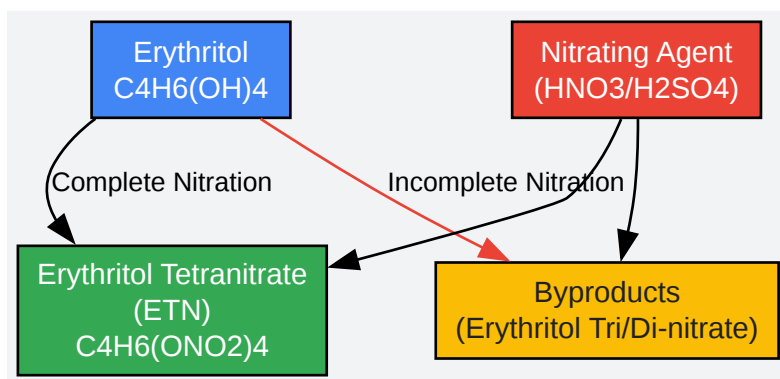 Erythritol
C4H6(OH)4
Nitrating Agent
(HNO3/H2SO4)
Complete Nitration
Incomplete Nitration
Erythritol Tetranitrate
(ETN)
C4H6(ONO2)4
Byproducts
(Erythritol Tri/Di-nitrate)